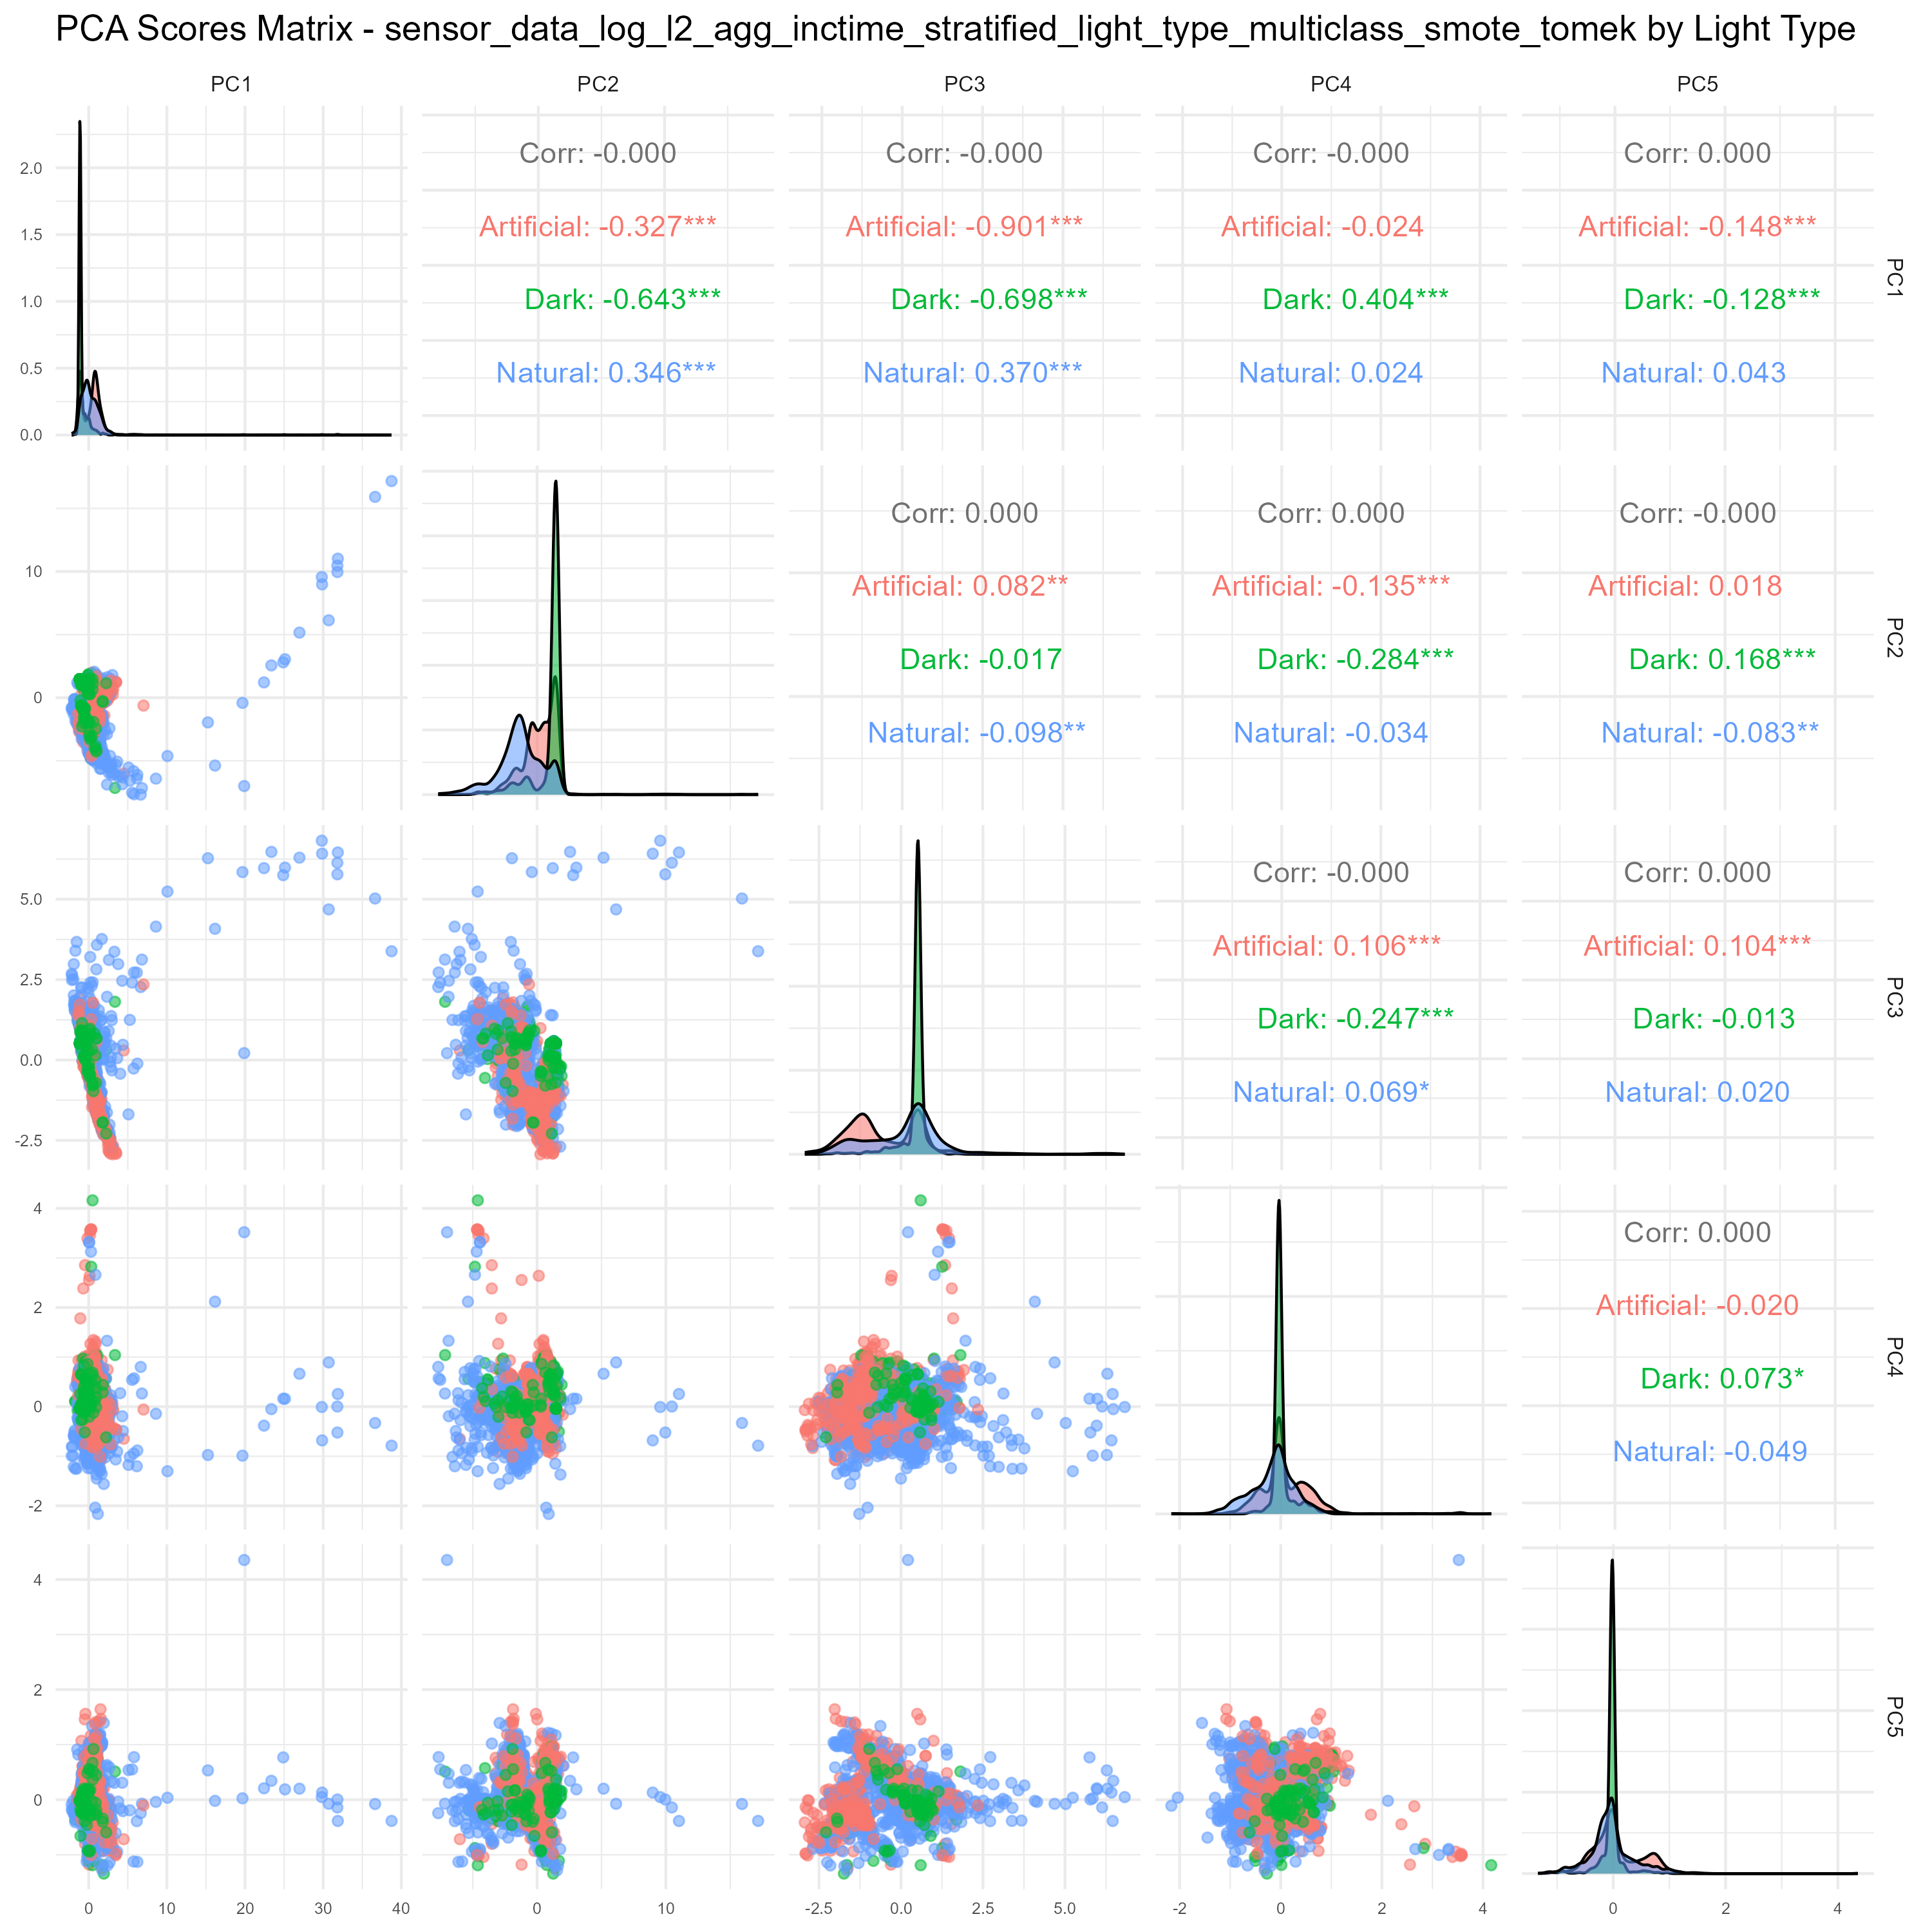 PCA Scores Matrix - sensor_data_log_l2_agg_inctime_stratified_light_type_multiclass_smote_tomek by Light Type
PC1 PC2 PC3 PC4 PC5
2.0
1.5
1.0
0.5
0.0
Corr: -0.000
Artificial: -0.327***
Dark: -0.643***
Natural: 0.346***
Corr: -0.000
Artificial: -0.901***
Dark: -0.698***
Natural: 0.370***
Corr: -0.000
Artificial: -0.024
Dark: 0.404***
Natural: 0.024
Corr: 0.000
Artificial: -0.148***
Dark: -0.128***
Natural: 0.043
PC1
10
0
Corr: 0.000
Artificial: 0.082**
Dark: -0.017
Natural: -0.098**
Corr: 0.000
Artificial: -0.135***
Dark: -0.284***
Natural: -0.034
Corr: -0.000
Artificial: 0.018
Dark: 0.168***
Natural: -0.083**
PC2
5.0
2.5
0.0
-2.5
Corr: -0.000
Artificial: 0.106***
Dark: -0.247***
Natural: 0.069*
Corr: 0.000
Artificial: 0.104***
Dark: -0.013
Natural: 0.020
PC3
4
2
0
-2
Corr: 0.000
Artificial: -0.020
Dark: 0.073*
Natural: -0.049
PC4
4
2
0
PC5
0 10 20 30 40
0 10
-2.5 0.0 2.5 5.0
-2 0 2 4
0 2 4